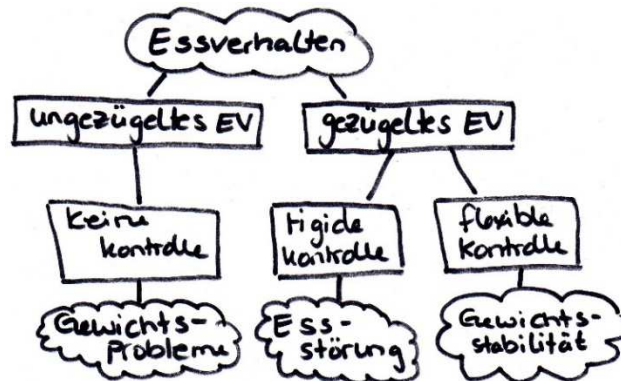 Essverhalten
ungezügeltes EV
gezügeltes EV
keine
kontrolle
rigide
kontrolle
flexible
kontrolle
Gewichts-
probleme
Ess-
störung
Gewichts-
stabilität